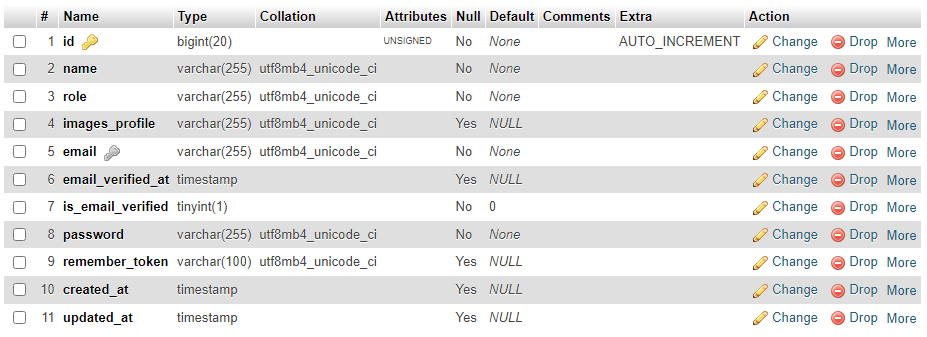 # Name Type Collation Attributes Null Default Comments Extra Action
1 id bigint(20) UNSIGNED No None AUTO_INCREMENT Change Drop More
2 name varchar(255) utf8mb4_unicode_ci No None Change Drop More
3 role varchar(255) utf8mb4_unicode_ci No None Change Drop More
4 images_profile varchar(255) utf8mb4_unicode_ci Yes NULL Change Drop More
5 email varchar(255) utf8mb4_unicode_ci No None Change Drop More
6 email_verified_at timestamp Yes NULL Change Drop More
7 is_email_verified tinyint(1) No 0 Change Drop More
8 password varchar(255) utf8mb4_unicode_ci No None Change Drop More
9 remember_token varchar(100) utf8mb4_unicode_ci Yes NULL Change Drop More
10 created_at timestamp Yes NULL Change Drop More
11 updated_at timestamp Yes NULL Change Drop More